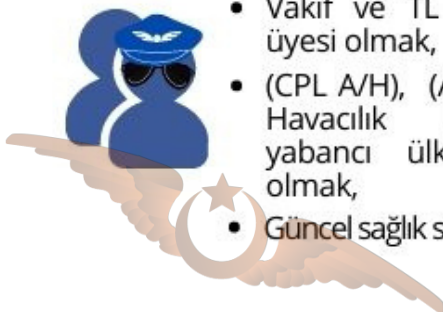 • Vakıf ve TL
üyesi olmak,
• (CPL A/H), (
Havacılık
yabancı
olmak,
• Güncel sağlık